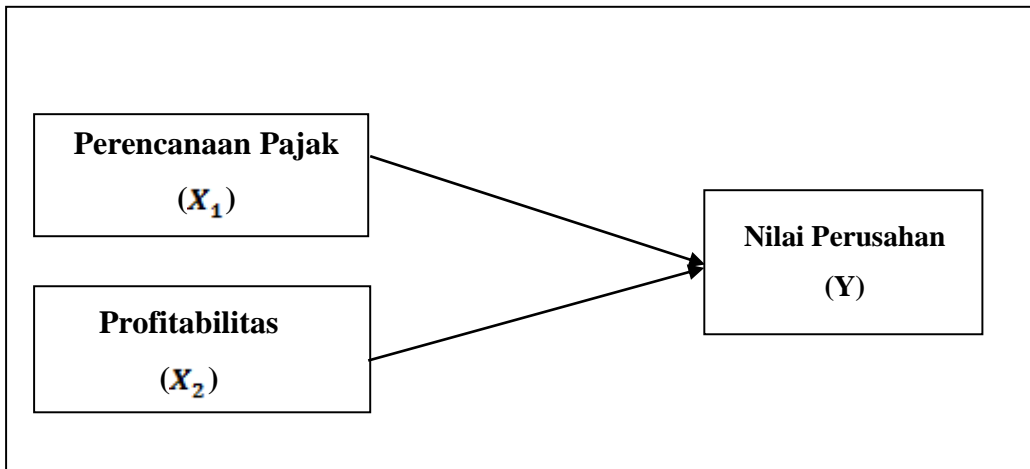 Perencanaan Pajak
(X₁)
Profitabilitas
(X₂)
Nilai Perusahan
(Y)